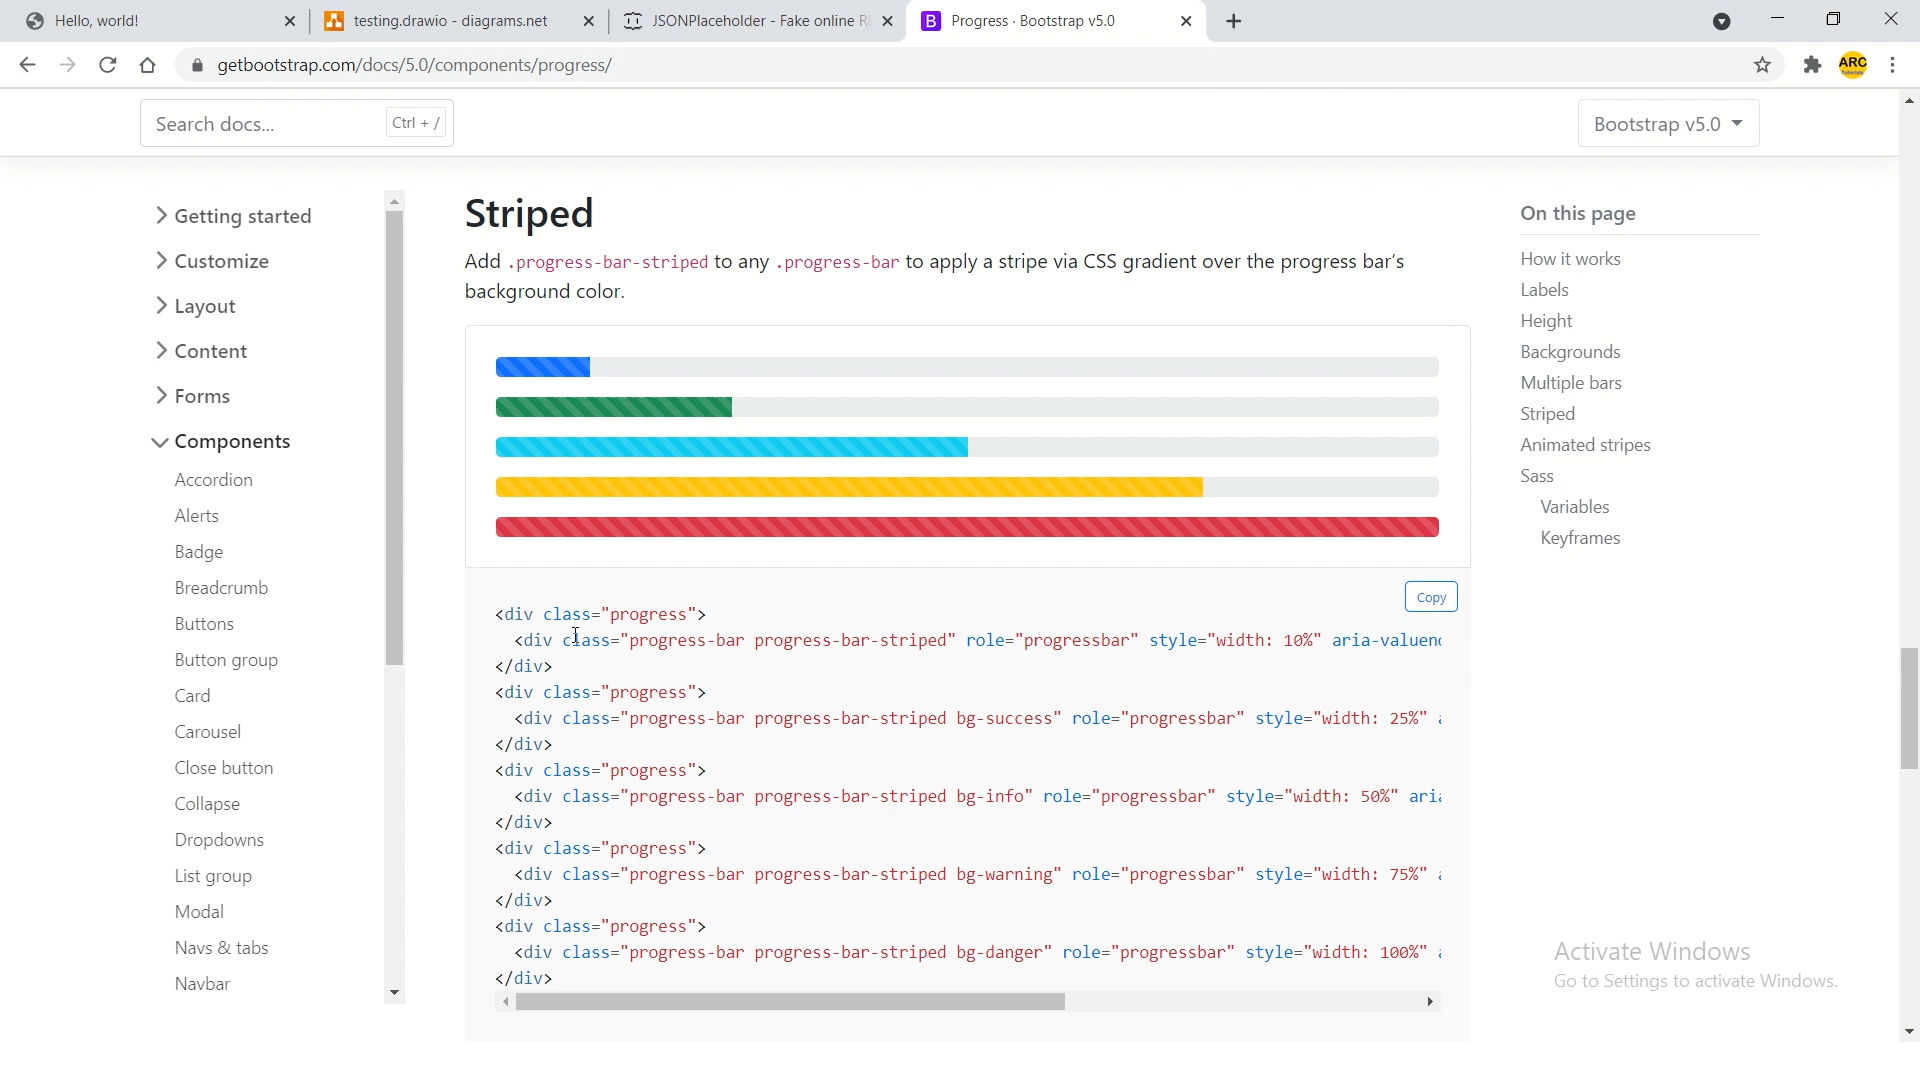 Hello, world!
testing.drawio - diagrams.net
JSONPlaceholder - Fake online R
Progress · Bootstrap v5.0
getbootstrap.com/docs/5.0/components/progress/
ARC
Search docs...
Ctrl + /
Bootstrap v5.0
Getting started
Customize
Layout
Content
Forms
Components
Accordion
Alerts
Badge
Breadcrumb
Buttons
Button group
Card
Carousel
Close button
Collapse
Dropdowns
List group
Modal
Navs & tabs
Navbar
Striped
Add .progress-bar-striped to any .progress-bar to apply a stripe via CSS gradient over the progress bar's
background color.
Copy
<div class="progress">
<div class="progress-bar progress-bar-striped" role="progressbar" style="width: 10%" aria-valueno
</div>
<div class="progress">
<div class="progress-bar progress-bar-striped bg-success" role="progressbar" style="width: 25%" a
</div>
<div class="progress">
<div class="progress-bar progress-bar-striped bg-info" role="progressbar" style="width: 50%" aria
</div>
<div class="progress">
<div class="progress-bar progress-bar-striped bg-warning" role="progressbar" style="width: 75%" a
</div>
<div class="progress">
<div class="progress-bar progress-bar-striped bg-danger" role="progressbar" style="width: 100%" a
</div>
On this page
How it works
Labels
Height
Backgrounds
Multiple bars
Striped
Animated stripes
Sass
Variables
Keyframes
Activate Windows
Go to Settings to activate Windows.